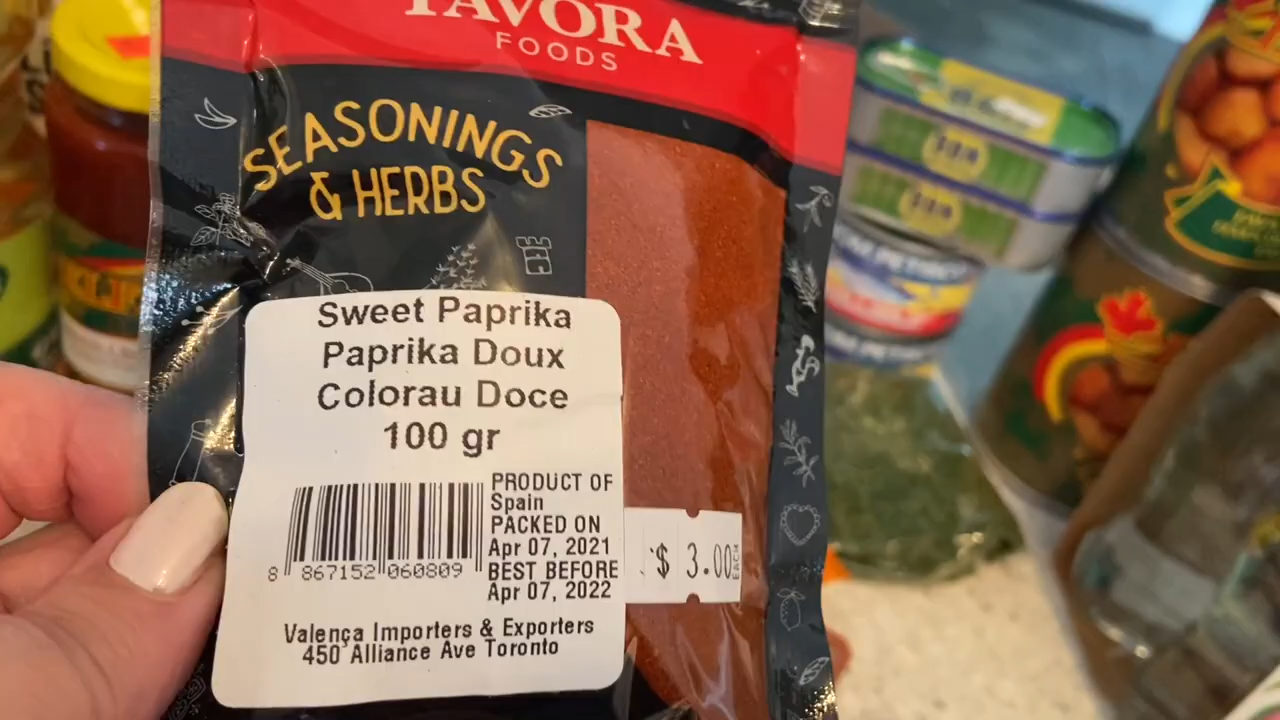 TAVORA
FOODS
SEASONINGS
& HERBS
Sweet Paprika
Paprika Doux
Colorau Doce
100 gr
PRODUCT OF
Spain
PACKED ON
Apr 07, 2021
BEST BEFORE
Apr 07, 2022
8 867152 060809
$ 3.00 EACH
Valença Importers & Exporters
450 Alliance Ave Toronto